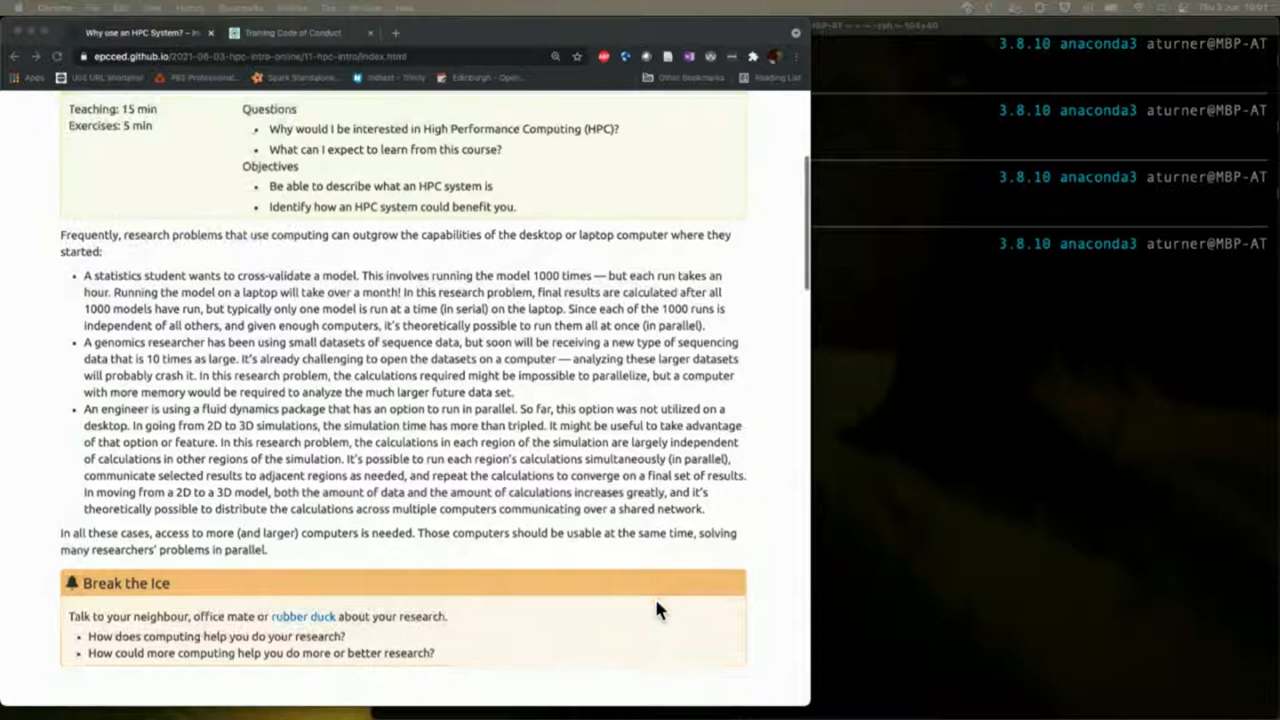 Chrome
Thu 3 Jun 10:01
Why use an HPC System? – In
Training Code of Conduct
epcced.github.io/2021-06-03-hpc-intro-online/11-hpc-intro/index.html
Apps
UoE URL Shortener
PBS Professional...
Spark Standalone...
Edinburgh - Open...
Other Bookmarks
Reading List
Teaching: 15 min
Exercises: 5 min
Questions
Why would I be interested in High Performance Computing (HPC)?
What can I expect to learn from this course?
Objectives
Be able to describe what an HPC system is
Identify how an HPC system could benefit you.
Frequently, research problems that use computing can outgrow the capabilities of the desktop or laptop computer where they
started:
A statistics student wants to cross-validate a model. This involves running the model 1000 times — but each run takes an
hour. Running the model on a laptop will take over a month! In this research problem, final results are calculated after all
1000 models have run, but typically only one model is run at a time (in serial) on the laptop. Since each of the 1000 runs is
independent of all others, and given enough computers, it's theoretically possible to run them all at once (in parallel).
A genomics researcher has been using small datasets of sequence data, but soon will be receiving a new type of sequencing
data that is 10 times as large. It's already challenging to open the datasets on a computer — analyzing these larger datasets
will probably crash it. In this research problem, the calculations required might be impossible to parallelize, but a computer
with more memory would be required to analyze the much larger future data set.
An engineer is using a fluid dynamics package that has an option to run in parallel. So far, this option was not utilized on a
desktop. In going from 2D to 3D simulations, the simulation time has more than tripled. It might be useful to take advantage
of that option or feature. In this research problem, the calculations in each region of the simulation are largely independent
of calculations in other regions of the simulation. It's possible to run each region's calculations simultaneously (in parallel),
communicate selected results to adjacent regions as needed, and repeat the calculations to converge on a final set of results.
In moving from a 2D to a 3D model, both the amount of data and the amount of calculations increases greatly, and it's
theoretically possible to distribute the calculations across multiple computers communicating over a shared network.
In all these cases, access to more (and larger) computers is needed. Those computers should be usable at the same time, solving
many researchers' problems in parallel.
Break the Ice
Talk to your neighbour, office mate or rubber duck about your research.
How does computing help you do your research?
How could more computing help you do more or better research?
3.8.10 anaconda3 aturner@MBP-AT
3.8.10 anaconda3 aturner@MBP-AT
3.8.10 anaconda3 aturner@MBP-AT
3.8.10 anaconda3 aturner@MBP-AT